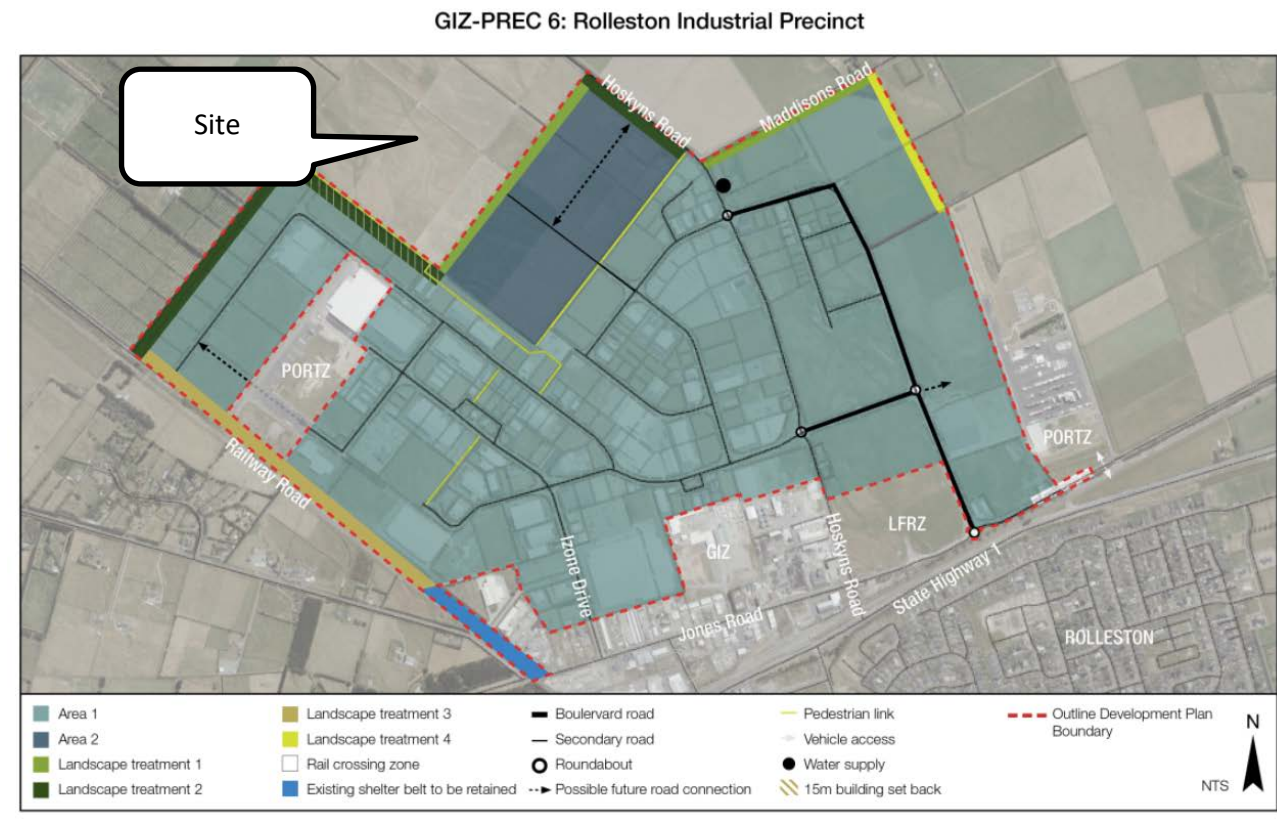 GIZ-PREC 6: Rolleston Industrial Precinct
Site
Hoskyns Road
Maddisons Road
PORTZ
Railway Road
PORTZ
Izone Drive
GIZ
Hoskyns Road
LFRZ
State Highway 1
Jones Road
ROLLESTON
Area 1
Area 2
Landscape treatment 1
Landscape treatment 2
Landscape treatment 3
Landscape treatment 4
Rail crossing zone
Existing shelter belt to be retained
Boulevard road
Secondary road
Roundabout
Possible future road connection
Pedestrian link
Vehicle access
Water supply
15m building set back
Outline Development Plan
Boundary
N
NTS